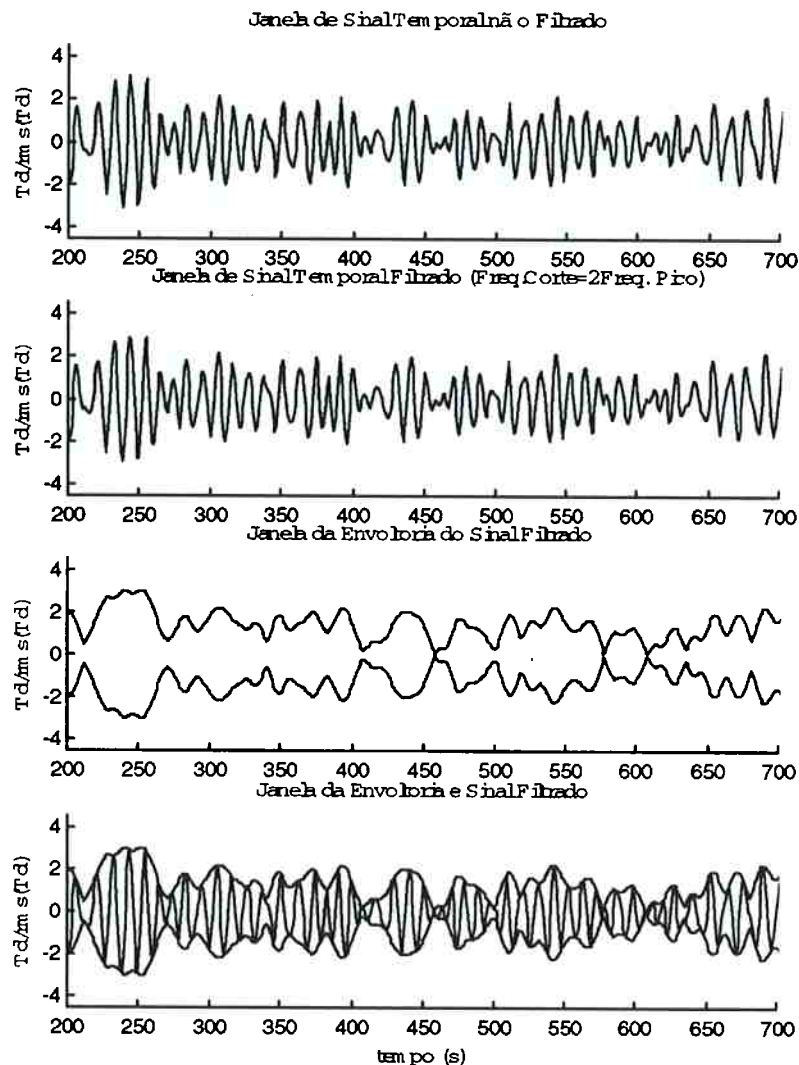 Janela de Sinal Temporal não Filtrado
4
2
0
-2
-4
Td/rms(Td)
200 250 300 350 400 450 500 550 600 650 700
Janela de Sinal Temporal Filtrado (Freq.Corte=2Freq. Pico)
4
2
0
-2
-4
Td/rms(Td)
200 250 300 350 400 450 500 550 600 650 700
Janela da Envoltoria do Sinal Filtrado
4
2
0
-2
-4
Td/rms(Td)
200 250 300 350 400 450 500 550 600 650 700
Janela da Envoltoria e Sinal Filtrado
4
2
0
-2
-4
Td/rms(Td)
200 250 300 350 400 450 500 550 600 650 700
tempo (s)